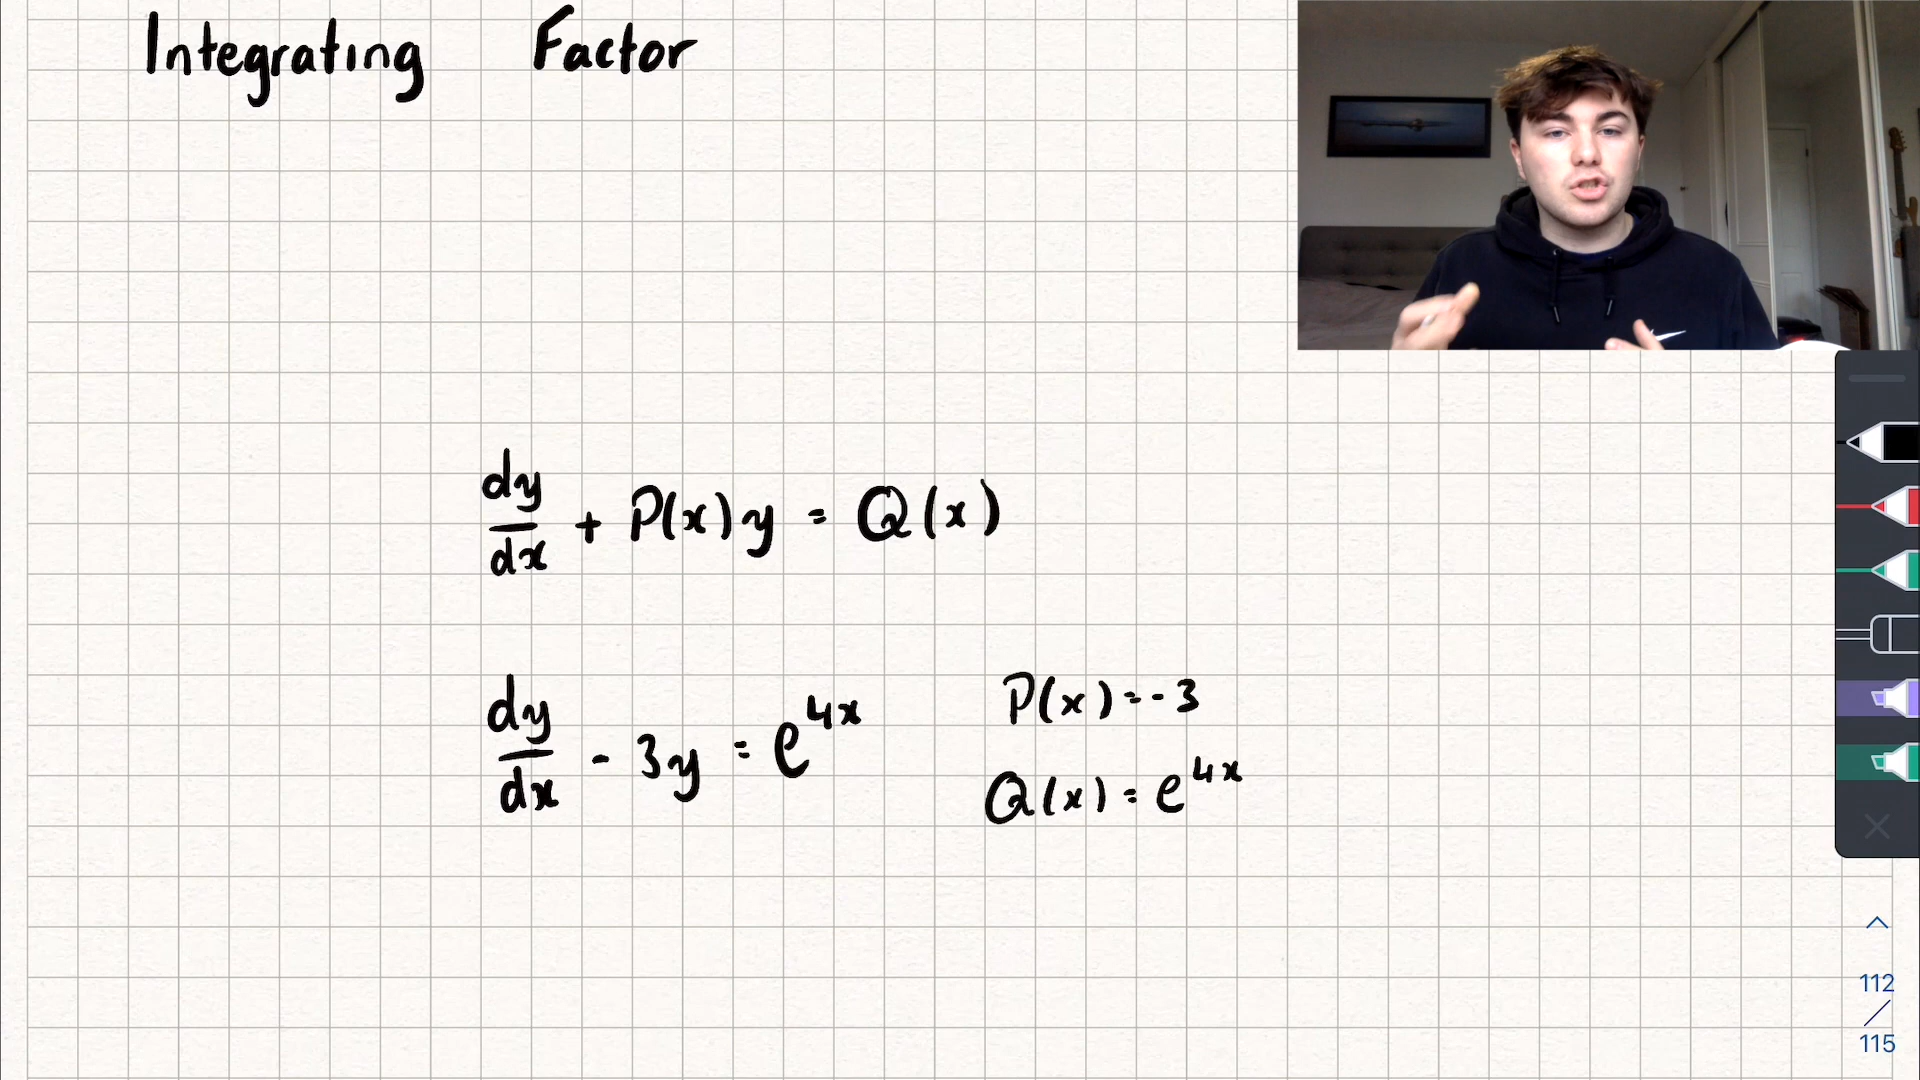 Integrating Factor
dy/dx + P(x)y = Q(x)
dy/dx - 3y = e^4x
P(x) = -3
Q(x) = e^4x
112
/
115